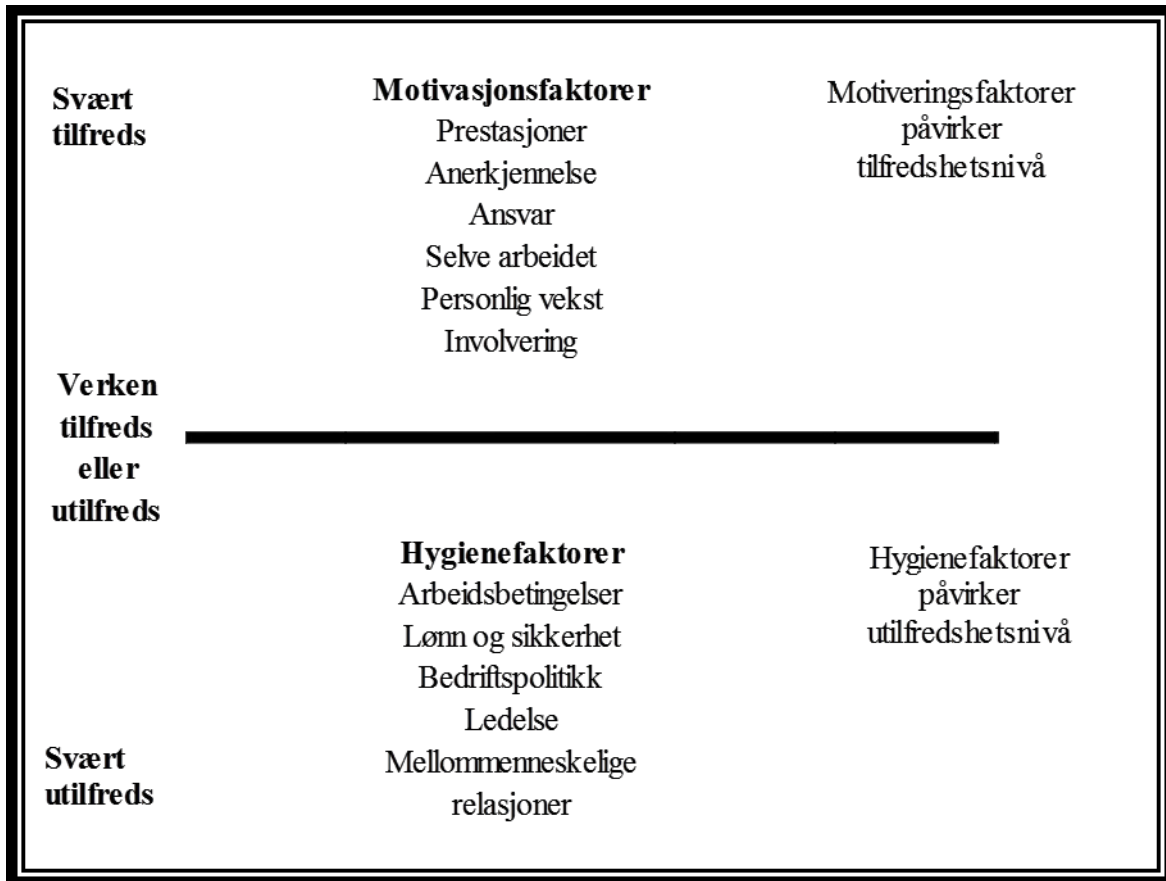 Svært
tilfreds
Motivasjonsfaktorer
Prestasjoner
Anerkjennelse
Ansvar
Selve arbeidet
Personlig vekst
Involvering
Motiveringsfaktorer
påvirker
tilfredshetsnivå
Verken
tilfreds
eller
utilfreds
Hygienefaktorer
Arbeidsbetingelser
Lønn og sikkerhet
Bedriftspolitikk
Ledelse
Mellommenneskelige
relasjoner
Hygienefaktorer
påvirker
utilfredshetsnivå
Svært
utilfreds